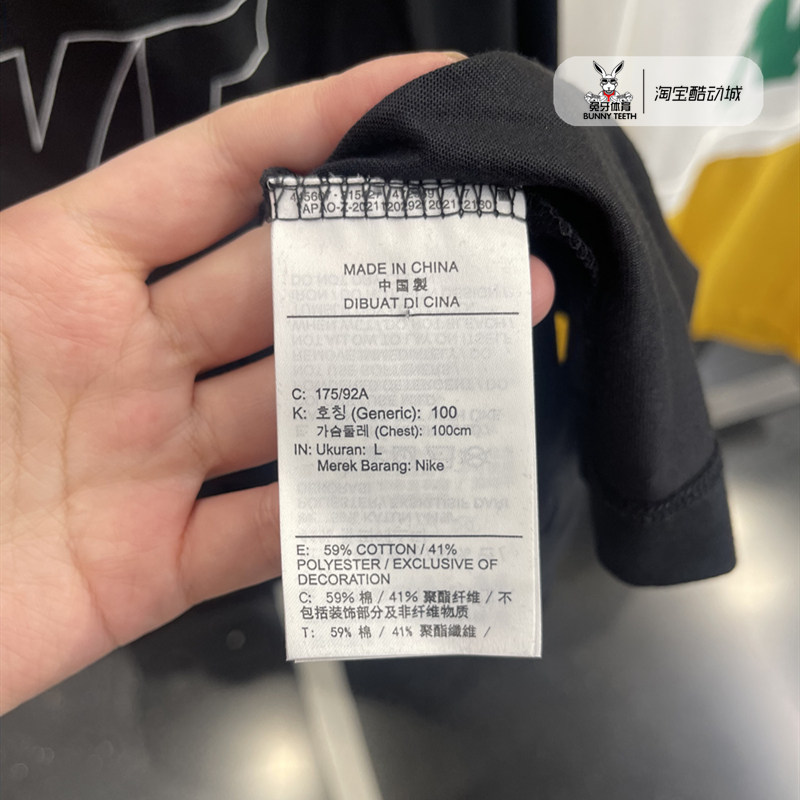 兔牙体育
BUNNY TEETH
淘宝酷动城
MADE IN CHINA
中国製
DIBUAT DI CINA
C: 175/92A
K: 호칭 (Generic): 100
가슴둘레 (Chest): 100cm
IN: Ukuran: L
Merek Barang: Nike
E: 59% COTTON / 41%
POLYESTER / EXCLUSIVE OF
DECORATION
C: 59% 棉 / 41% 聚酯纤维 / 不
包括装饰部分及非纤维物质
T: 59% 棉 / 41% 聚酯纖維 /